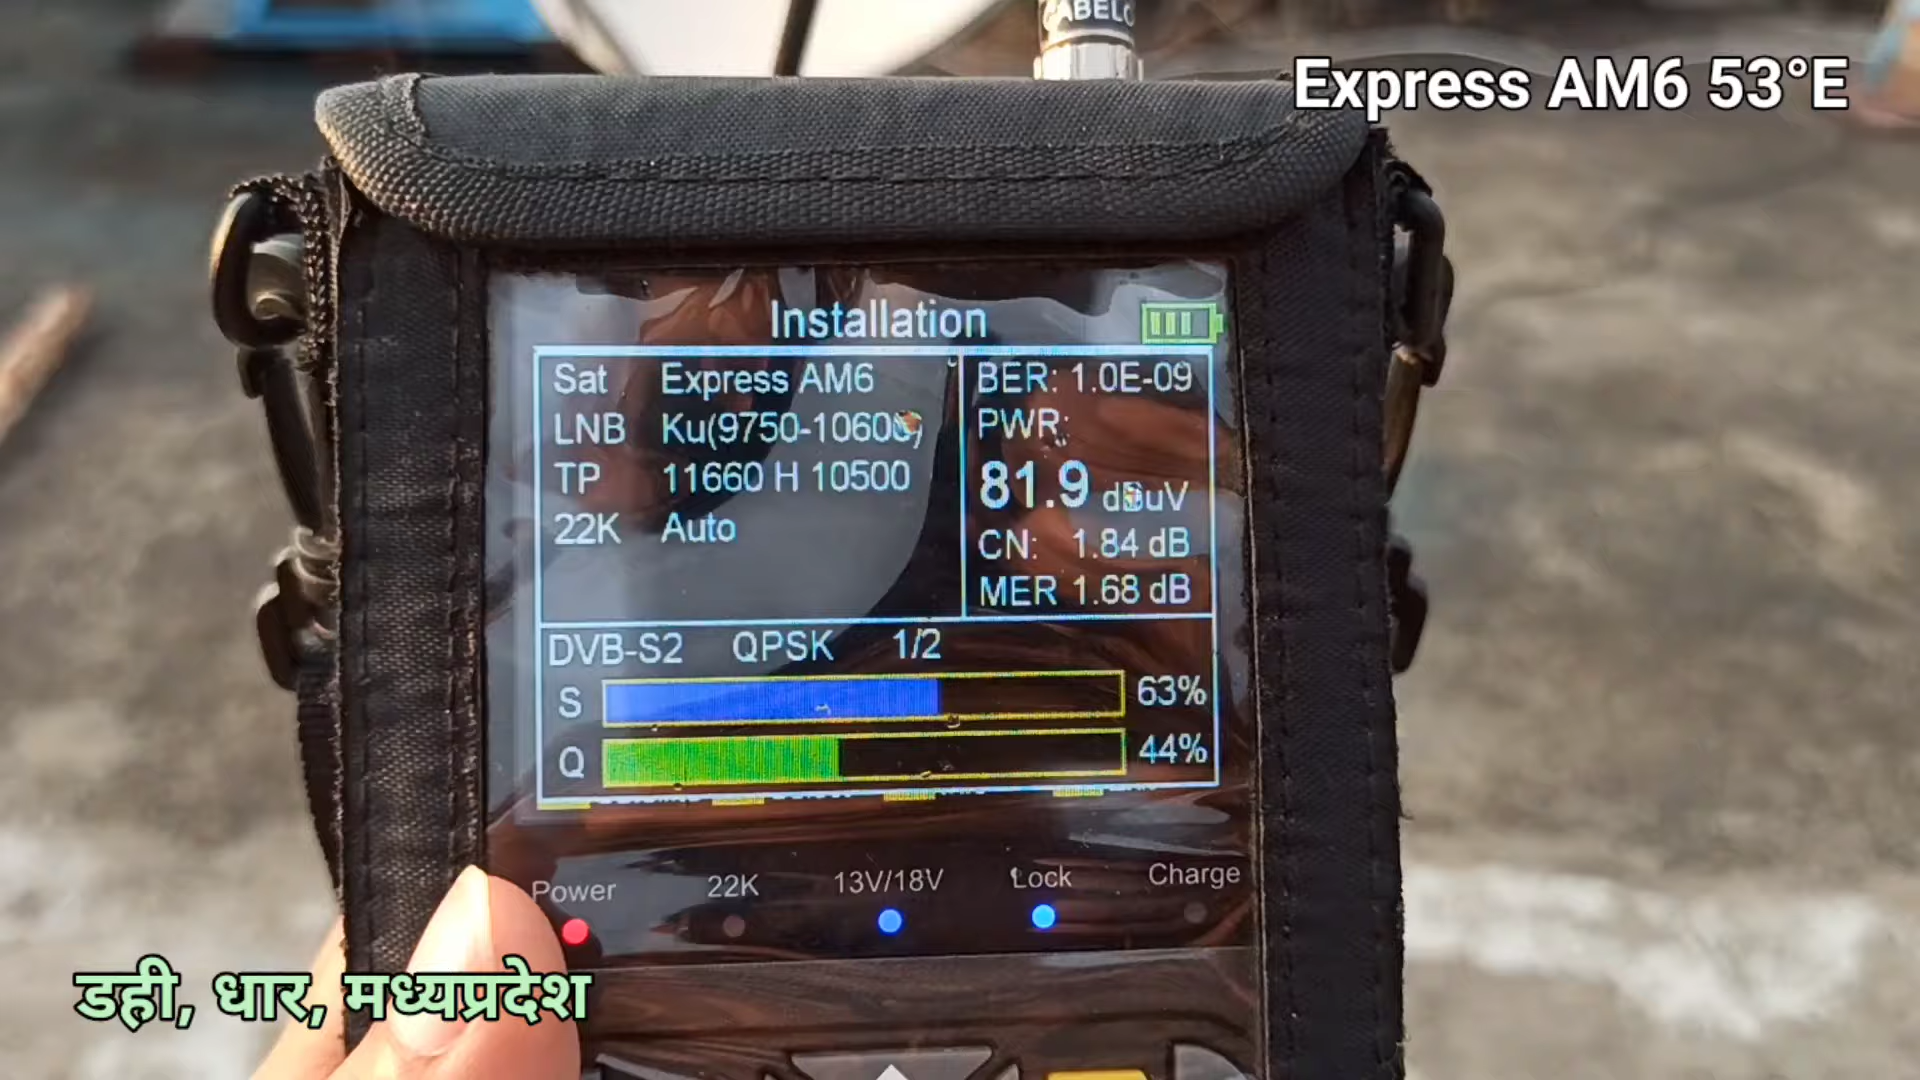 CABELO
Express AM6 53°E
Installation
Sat Express AM6
LNB Ku(9750-10600)
TP 11660 H 10500
22K Auto
BER: 1.0E-09
PWR:
81.9 dBuV
CN: 1.84 dB
MER 1.68 dB
DVB-S2 QPSK 1/2
S 63%
Q 44%
Power 22K 13V/18V Lock Charge
डही, धार, मध्यप्रदेश